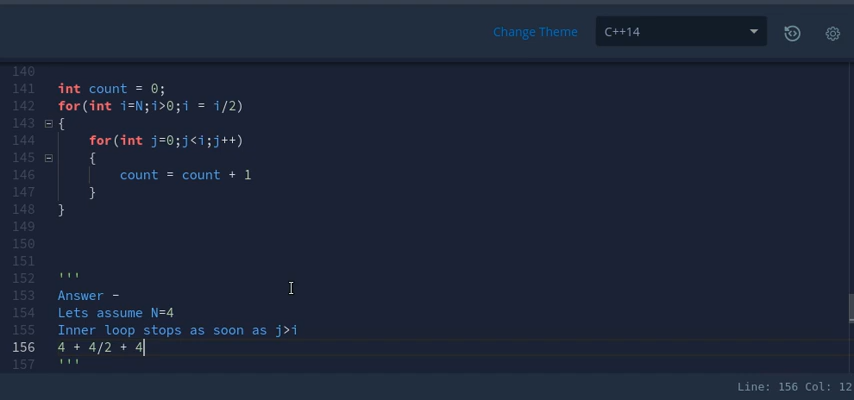 Change Theme C++14
140
141 int count = 0;
142 for(int i=N;i>0;i = i/2)
143 {
144 for(int j=0;j<i;j++)
145 {
146 count = count + 1
147 }
148 }
149
150
151
152 '''
153 Answer -
154 Lets assume N=4
155 Inner loop stops as soon as j>i
156 4 + 4/2 + 4
157 '''
Line: 156 Col: 12